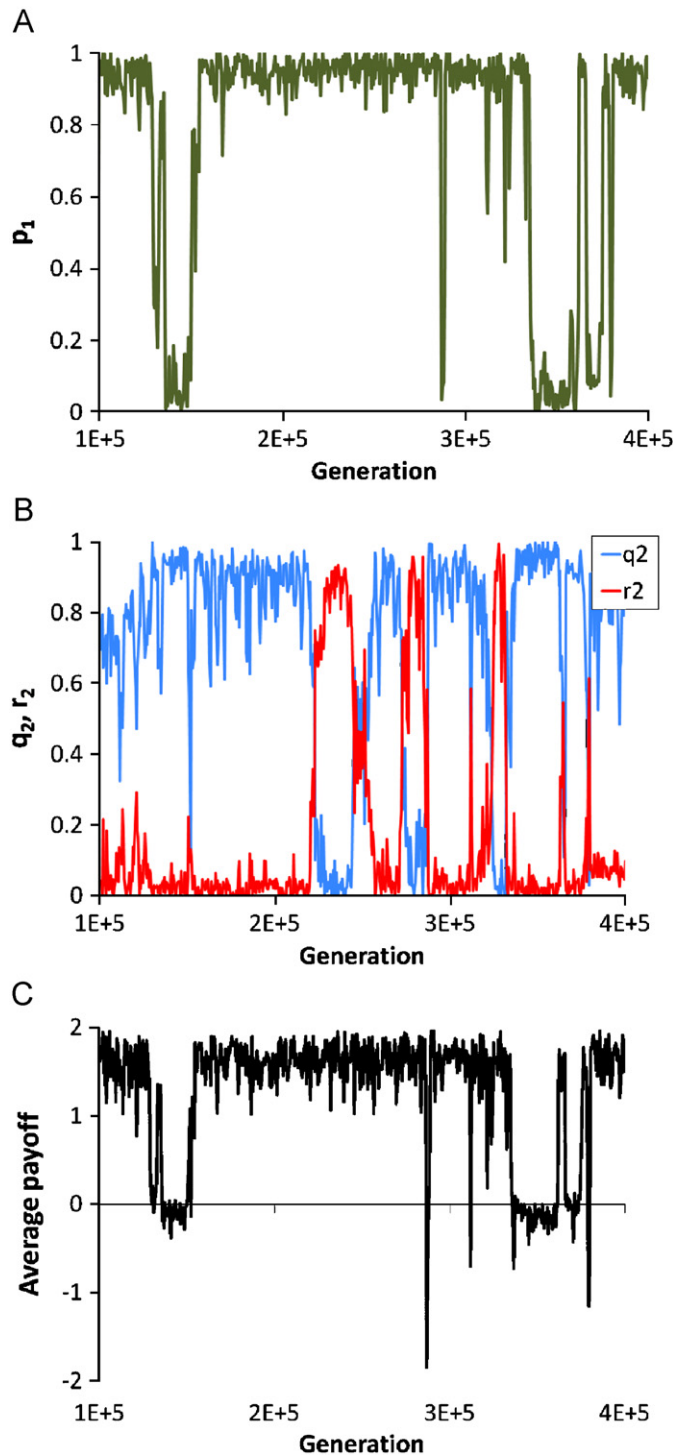 A
1
0.8
0.6
p1
0.4
0.2
0
1E+5 2E+5 3E+5 4E+5
Generation
B
1
q2
r2
0.8
0.6
q2, r2
0.4
0.2
0
1E+5 2E+5 3E+5 4E+5
Generation
C
2
1
Average payoff
0
-1
-2
1E+5 2E+5 3E+5 4E+5
Generation